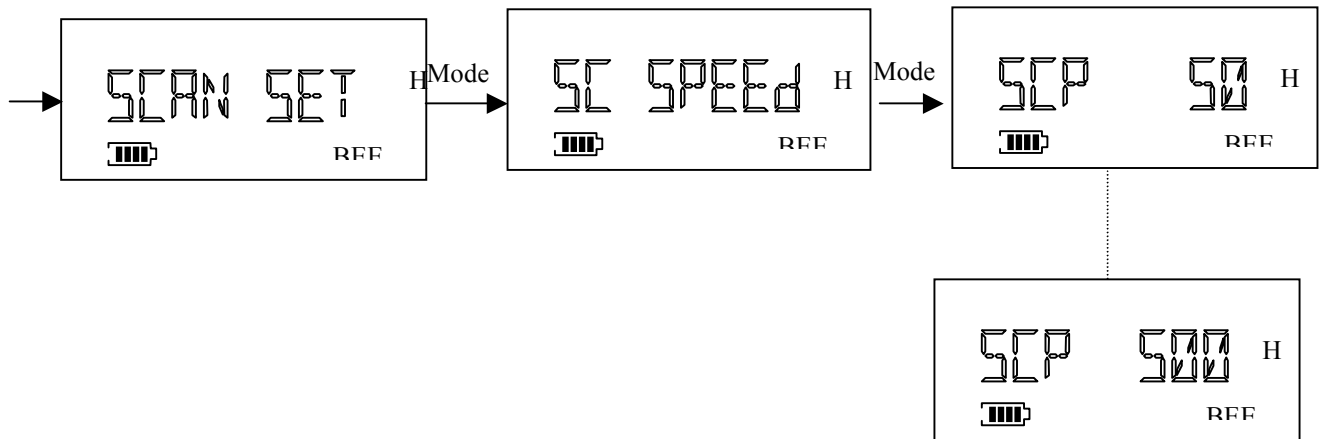 SCAN SET H
Mode
SC SPEEd H
Mode
SCP 50 H
SCP 500 H